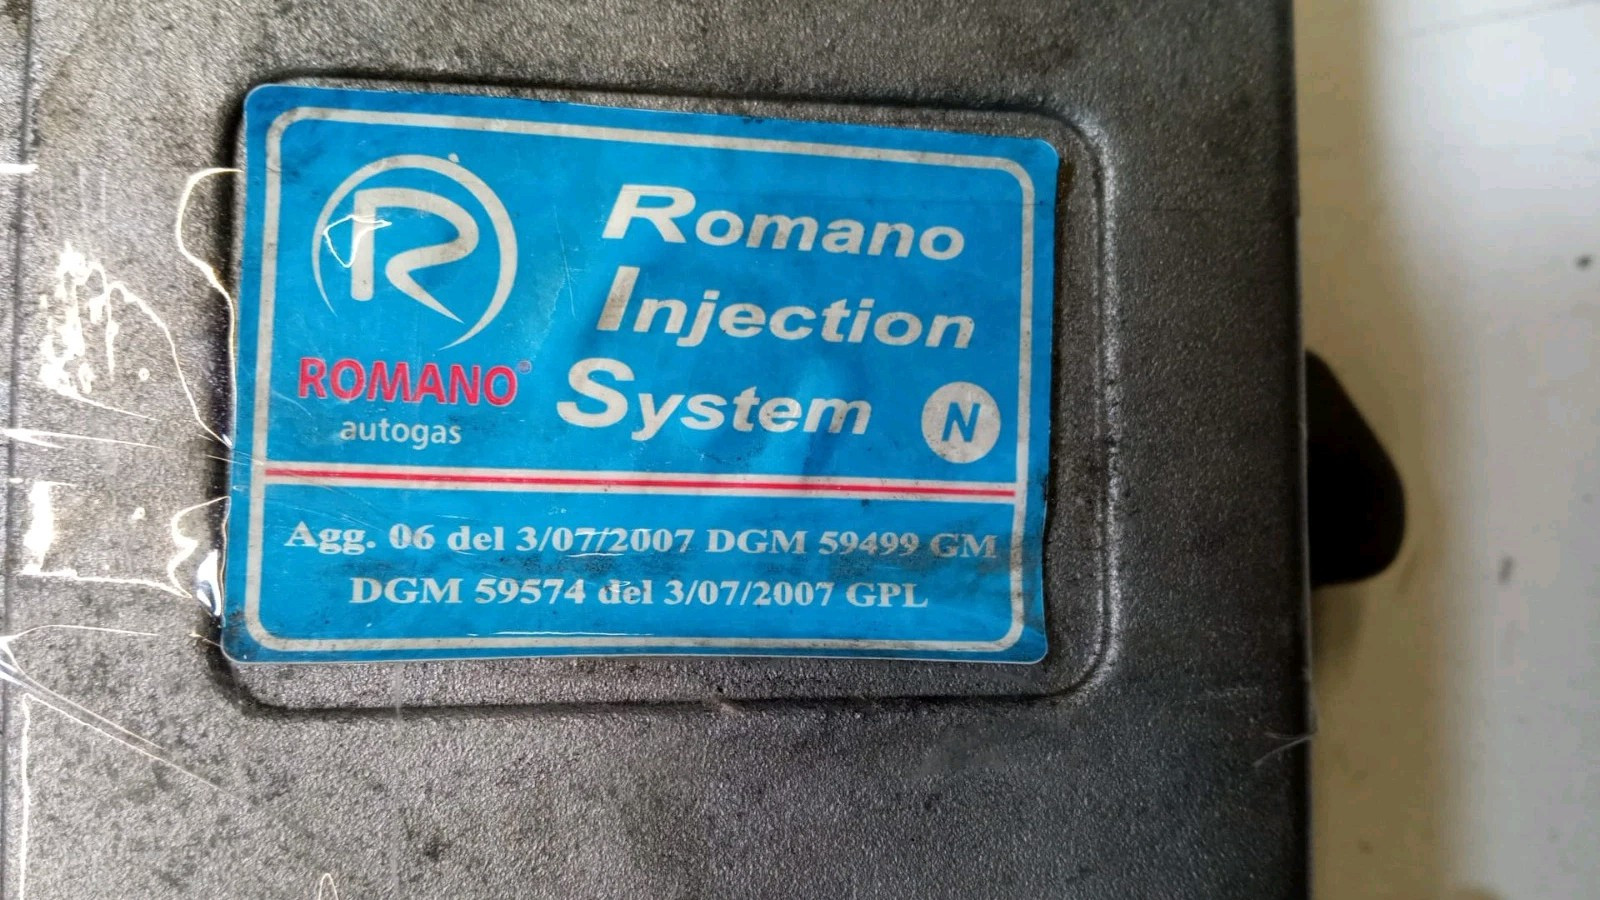 R
ROMANO®
autogas
Romano
Injection
System N
Agg. 06 del 3/07/2007 DGM 59499 GM
DGM 59574 del 3/07/2007 GPL